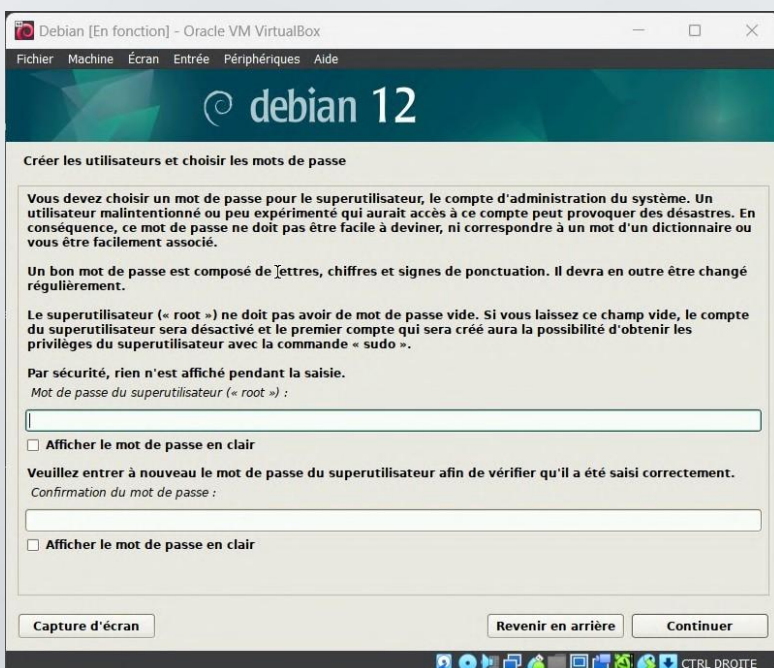 Debian [En fonction] - Oracle VM VirtualBox
Fichier Machine Écran Entrée Périphériques Aide
debian 12
Créer les utilisateurs et choisir les mots de passe
Vous devez choisir un mot de passe pour le superutilisateur, le compte d'administration du système. Un
utilisateur malintentionné ou peu expérimenté qui aurait accès à ce compte peut provoquer des désastres. En
conséquence, ce mot de passe ne doit pas être facile à deviner, ni correspondre à un mot d'un dictionnaire ou
vous être facilement associé.
Un bon mot de passe est composé de lettres, chiffres et signes de ponctuation. Il devra en outre être changé
régulièrement.
Le superutilisateur (« root ») ne doit pas avoir de mot de passe vide. Si vous laissez ce champ vide, le compte
du superutilisateur sera désactivé et le premier compte qui sera créé aura la possibilité d'obtenir les
privilèges du superutilisateur avec la commande « sudo ».
Par sécurité, rien n'est affiché pendant la saisie.
Mot de passe du superutilisateur (« root ») :
Afficher le mot de passe en clair
Veuillez entrer à nouveau le mot de passe du superutilisateur afin de vérifier qu'il a été saisi correctement.
Confirmation du mot de passe :
Afficher le mot de passe en clair
Capture d'écran Revenir en arrière Continuer
CTRL DROITE